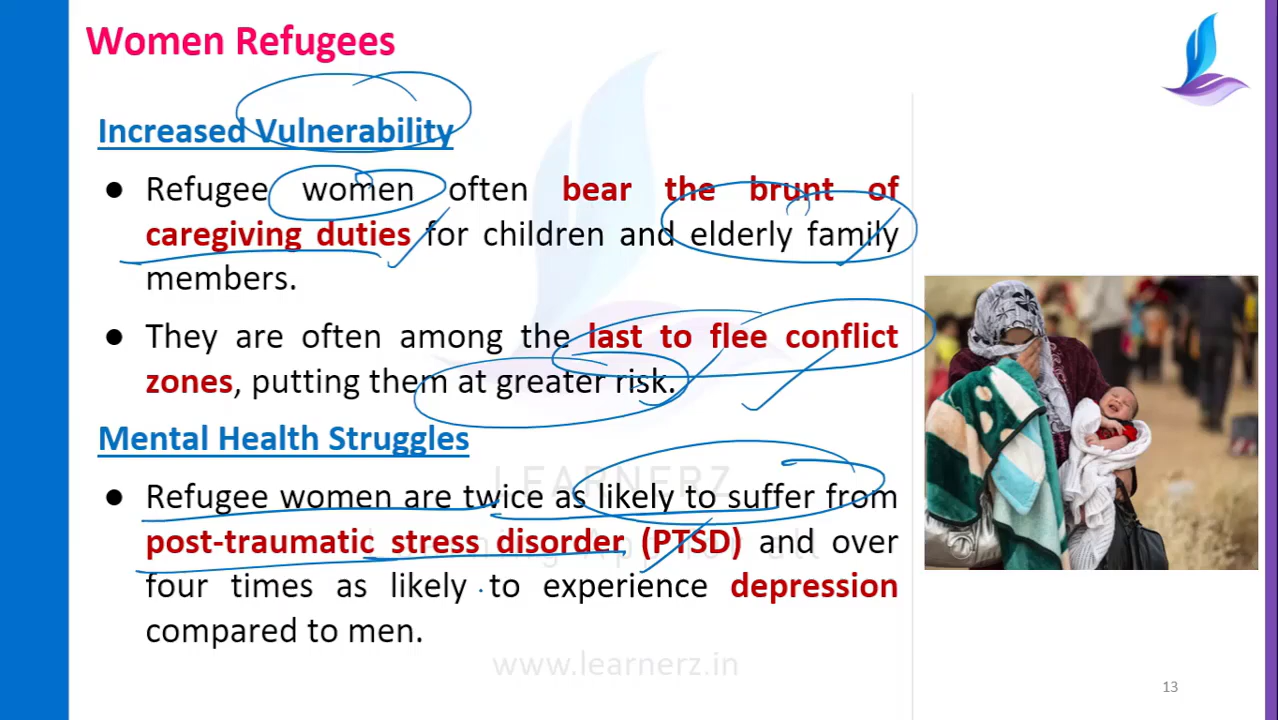 Women Refugees
Increased Vulnerability
● Refugee women often bear the brunt of
caregiving duties for children and elderly family
members.
● They are often among the last to flee conflict
zones, putting them at greater risk.
Mental Health Struggles
LEARNERZ
● Refugee women are twice as likely to suffer from
post-traumatic stress disorder (PTSD) and over
four times as likely to experience depression
compared to men.
www.learnerz.in
13